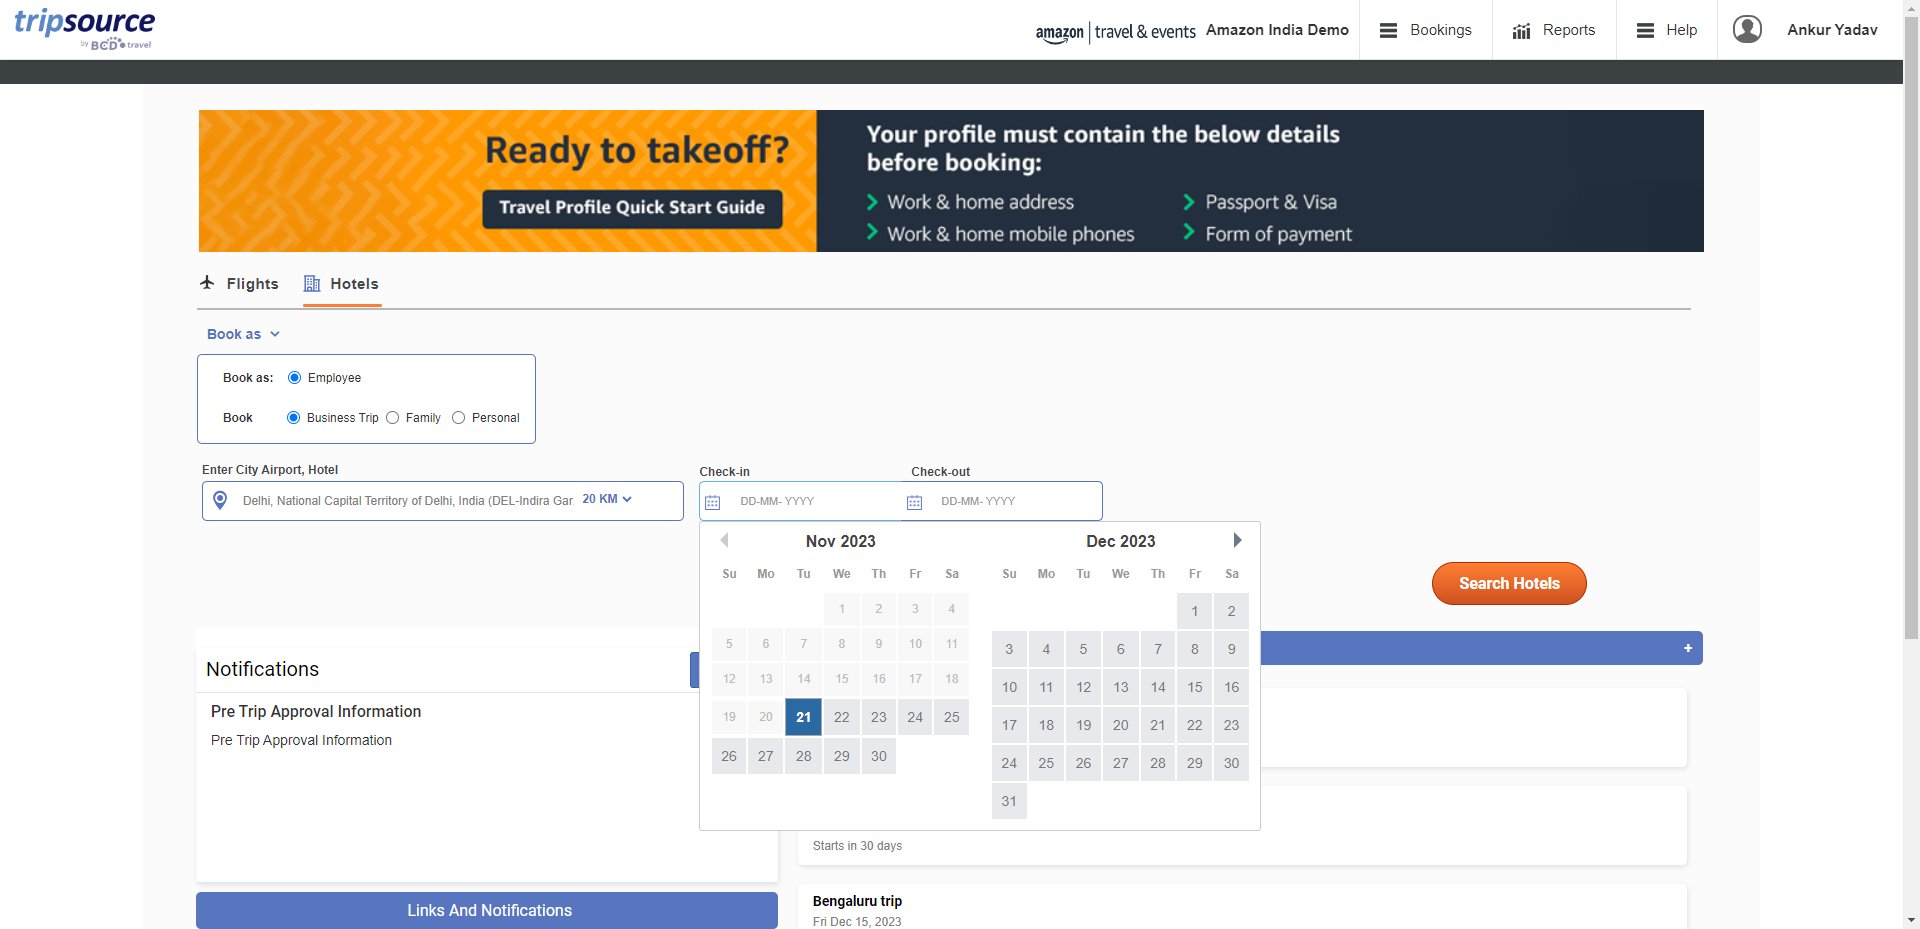 tripsource
by BCD travel
amazon | travel & events Amazon India Demo
Bookings
Reports
Help
Ankur Yadav
Ready to takeoff?
Travel Profile Quick Start Guide
Your profile must contain the below details
before booking:
Work & home address
Passport & Visa
Work & home mobile phones
Form of payment
Flights
Hotels
Book as
Book as: Employee
Book Business Trip Family Personal
Enter City Airport, Hotel
Delhi, National Capital Territory of Delhi, India (DEL-Indira Gar. 20 KM
Check-in Check-out
DD-MM- YYYY DD-MM- YYYY
Nov 2023
Su Mo Tu We Th Fr Sa
1 2 3 4
5 6 7 8 9 10 11
12 13 14 15 16 17 18
19 20 21 22 23 24 25
26 27 28 29 30
Dec 2023
Su Mo Tu We Th Fr Sa
1 2
3 4 5 6 7 8 9
10 11 12 13 14 15 16
17 18 19 20 21 22 23
24 25 26 27 28 29 30
31
Search Hotels
+
Notifications
Pre Trip Approval Information
Pre Trip Approval Information
Links And Notifications
Starts in 30 days
Bengaluru trip
Fri Dec 15, 2023